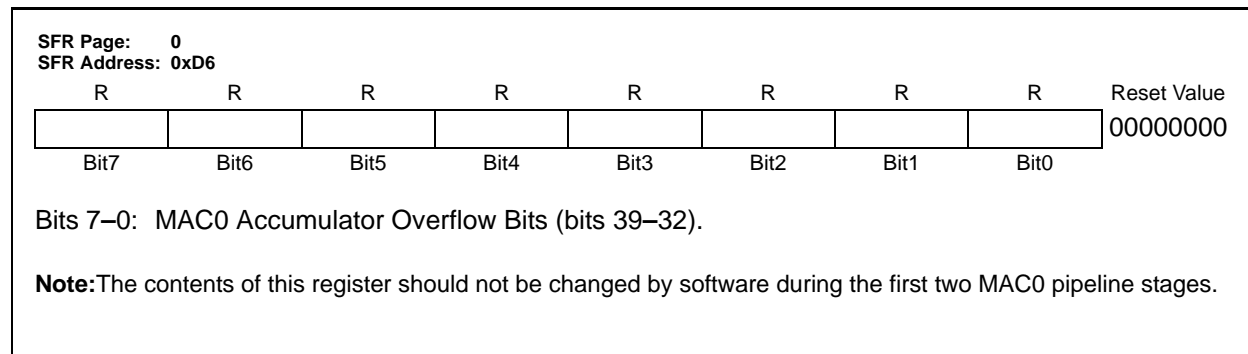 SFR Page: 0
SFR Address: 0xD6
R R R R R R R R Reset Value
00000000
Bit7 Bit6 Bit5 Bit4 Bit3 Bit2 Bit1 Bit0
Bits 7–0: MAC0 Accumulator Overflow Bits (bits 39–32).
Note:The contents of this register should not be changed by software during the first two MAC0 pipeline stages.